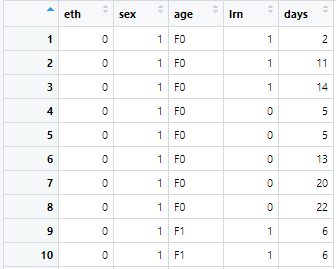 eth sex age lrn days
1 0 1 F0 1 2
2 0 1 F0 1 11
3 0 1 F0 1 14
4 0 1 F0 0 5
5 0 1 F0 0 5
6 0 1 F0 0 13
7 0 1 F0 0 20
8 0 1 F0 0 22
9 0 1 F1 1 6
10 0 1 F1 1 6